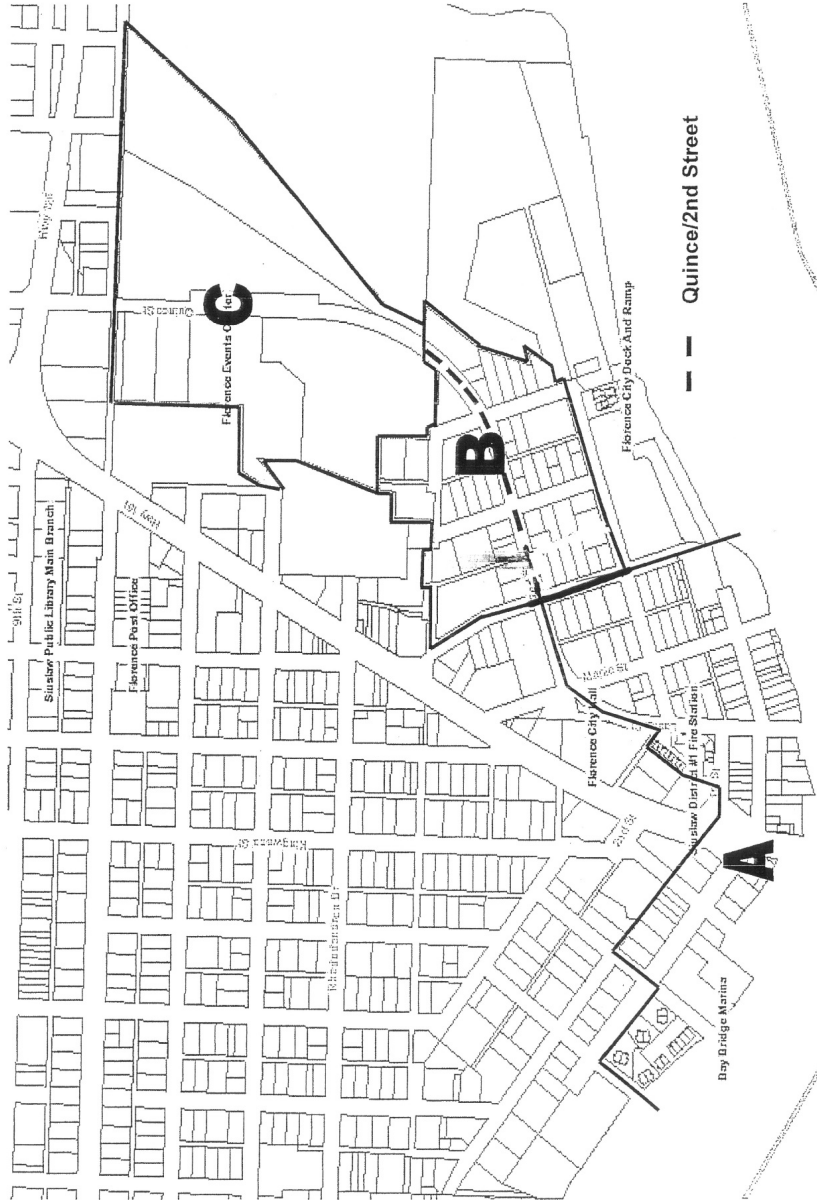 Hwy 126
Quince St
C
Florence Events Center
Quince/2nd Street
Florence City Dock And Ramp
B
Hwy 101
9th St
Siuslaw Public Library Main Branch
Florence Post Office
Florence City Hall
Siuslaw District #1 Fire Station
1st St
2nd St
Kingwood St
Rhododendron Dr
A
Bay Bridge Marina